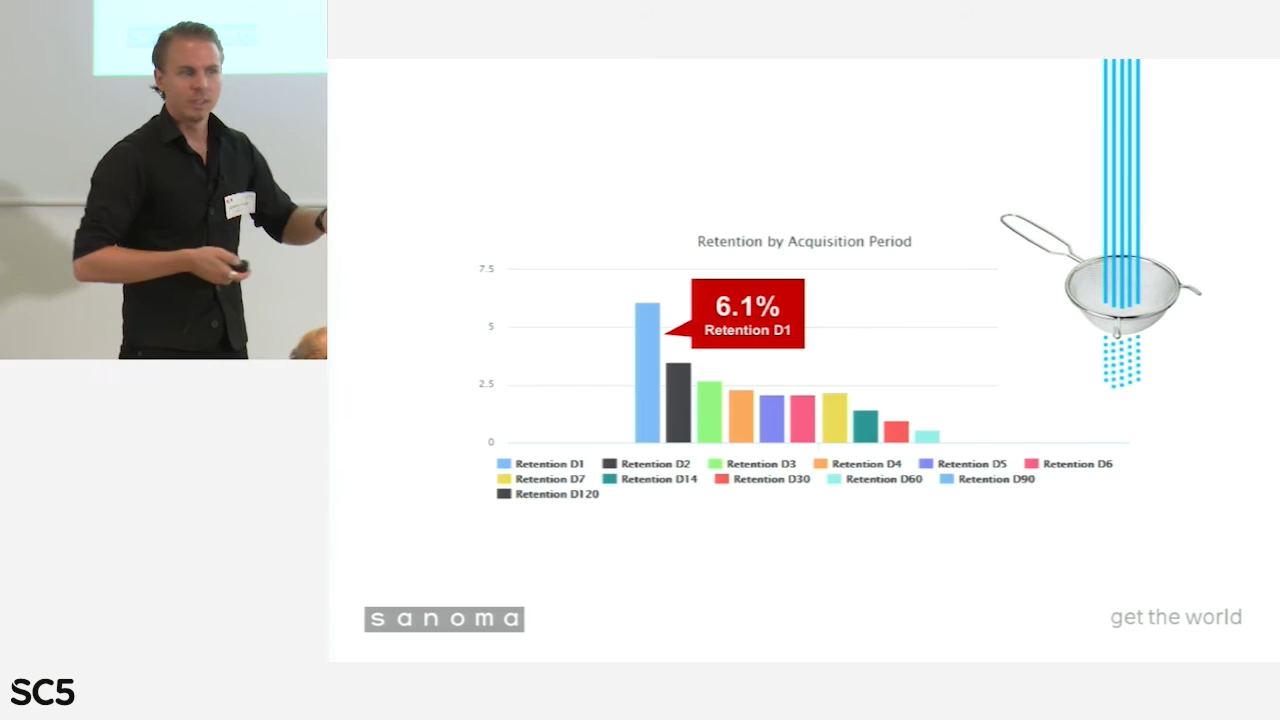 Retention by Acquisition Period
7.5
6.1%
Retention D1
5
2.5
0
Retention D1 Retention D2 Retention D3 Retention D4 Retention D5 Retention D6
Retention D7 Retention D14 Retention D30 Retention D60 Retention D90
Retention D120
sanoma
get the world
SC5